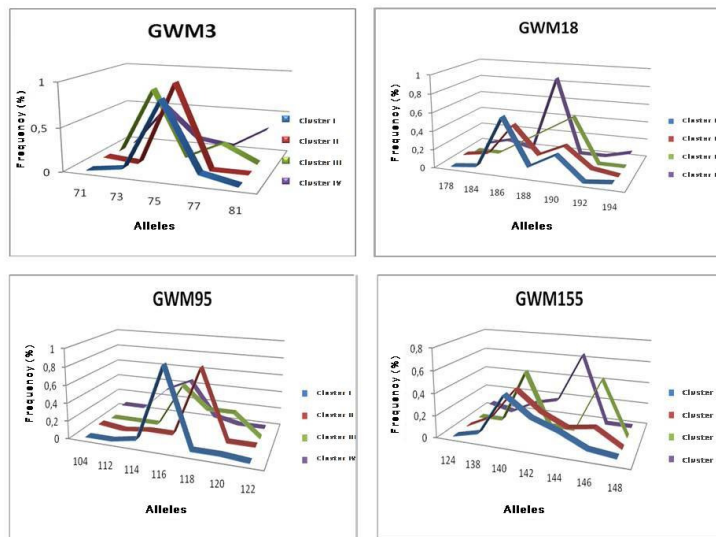 GWM3
Frequency (%)
1
0,5
0
71 73 75 77 81
Alleles
Cluster I
Cluster II
Cluster III
Cluster IV
GWM18
Frequency (%)
1
0,8
0,6
0,4
0,2
0
178 184 186 188 190 192 194
Alleles
Cluster
Cluster
Cluster
Cluster
GWM95
Frequency (%)
1
0,8
0,6
0,4
0,2
0
104 112 114 116 118 120 122
Alleles
Cluster I
Cluster II
Cluster III
Cluster IV
GWM155
Frequency (%)
0,8
0,6
0,4
0,2
0
124 138 140 142 144 146 148
Alleles
Cluster
Cluster
Cluster
Cluster